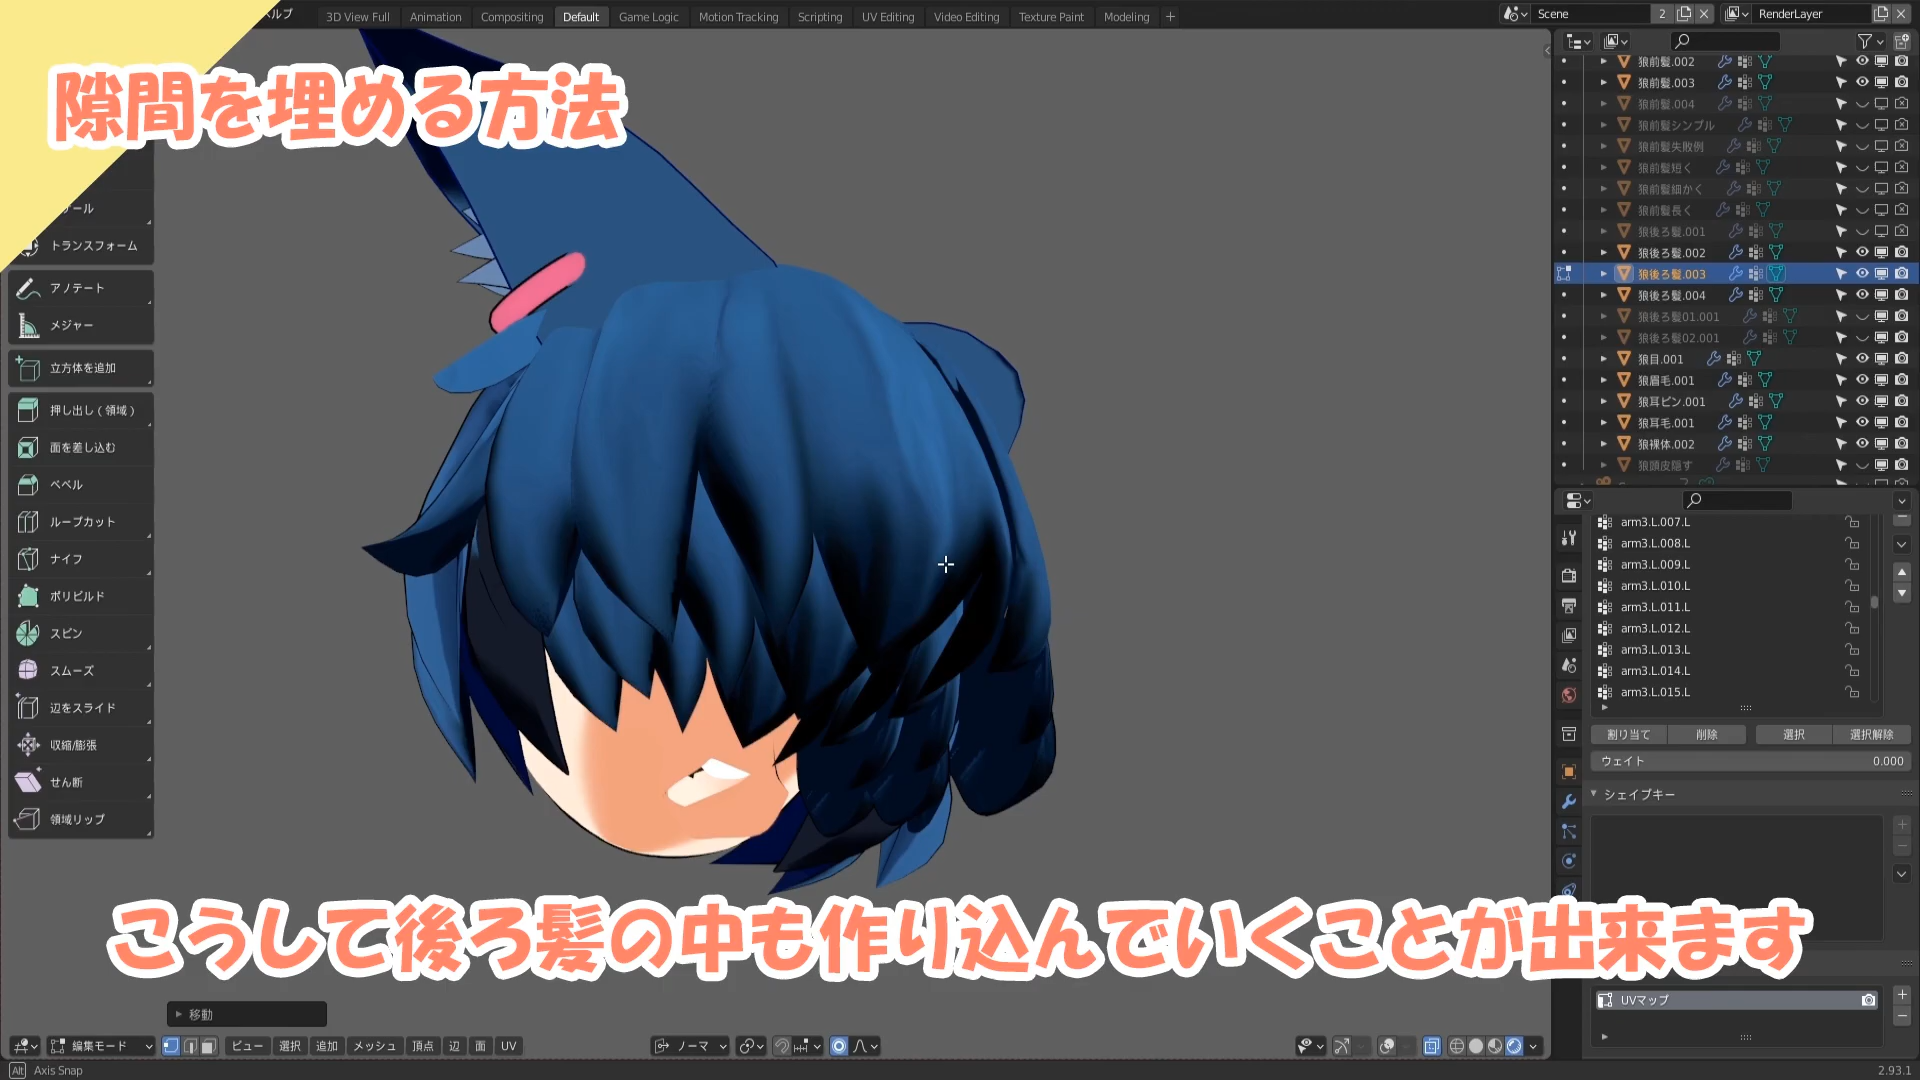 ルプ
3D View Full
Animation
Compositing
Default
Game Logic
Motion Tracking
Scripting
UV Editing
Video Editing
Texture Paint
Modeling
Scene
2
RenderLayer
隙間を埋める方法
ール
トランスフォーム
アノテート
メジャー
立方体を追加
押し出し(領域)
面を差し込む
ベベル
ループカット
ナイフ
ポリビルド
スピン
スムーズ
辺をスライド
収縮/膨張
せん断
領域リップ
狼前髪.002
狼前髪.003
狼前髪.004
狼前髪シンプル
狼前髪失敗例
狼前髪短く
狼前髪細かく
狼前髪長く
狼後ろ髪.001
狼後ろ髪.002
狼後ろ髪.003
狼後ろ髪.004
狼後ろ髪01.001
狼後ろ髪02.001
狼目.001
狼眉毛.001
狼耳ピン.001
狼耳毛.001
狼裸体.002
狼頭皮隠す
arm3.L.007.L
arm3.L.008.L
arm3.L.009.L
arm3.L.010.L
arm3.L.011.L
arm3.L.012.L
arm3.L.013.L
arm3.L.014.L
arm3.L.015.L
割り当て
削除
選択
選択解除
ウェイト
0.000
シェイプキー
こうして後ろ髪の中も作り込んでいくことが出来ます
UVマップ
移動
編集モード
ビュー
選択
追加
メッシュ
頂点
辺
面
UV
ノーマ
Alt
Axis Snap
2.93.1